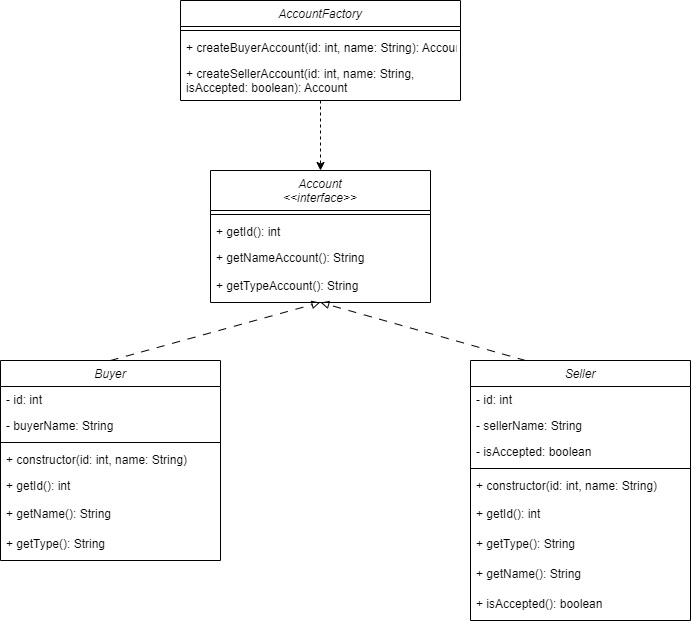 AccountFactory
+ createBuyerAccount(id: int, name: String): Accou
+ createSellerAccount(id: int, name: String,
isAccepted: boolean): Account
Account
<<interface>>
+ getId(): int
+ getNameAccount(): String
+ getTypeAccount(): String
Buyer
- id: int
- buyerName: String
+ constructor(id: int, name: String)
+ getId(): int
+ getName(): String
+ getType(): String
Seller
- id: int
- sellerName: String
- isAccepted: boolean
+ constructor(id: int, name: String)
+ getId(): int
+ getType(): String
+ getName(): String
+ isAccepted(): boolean